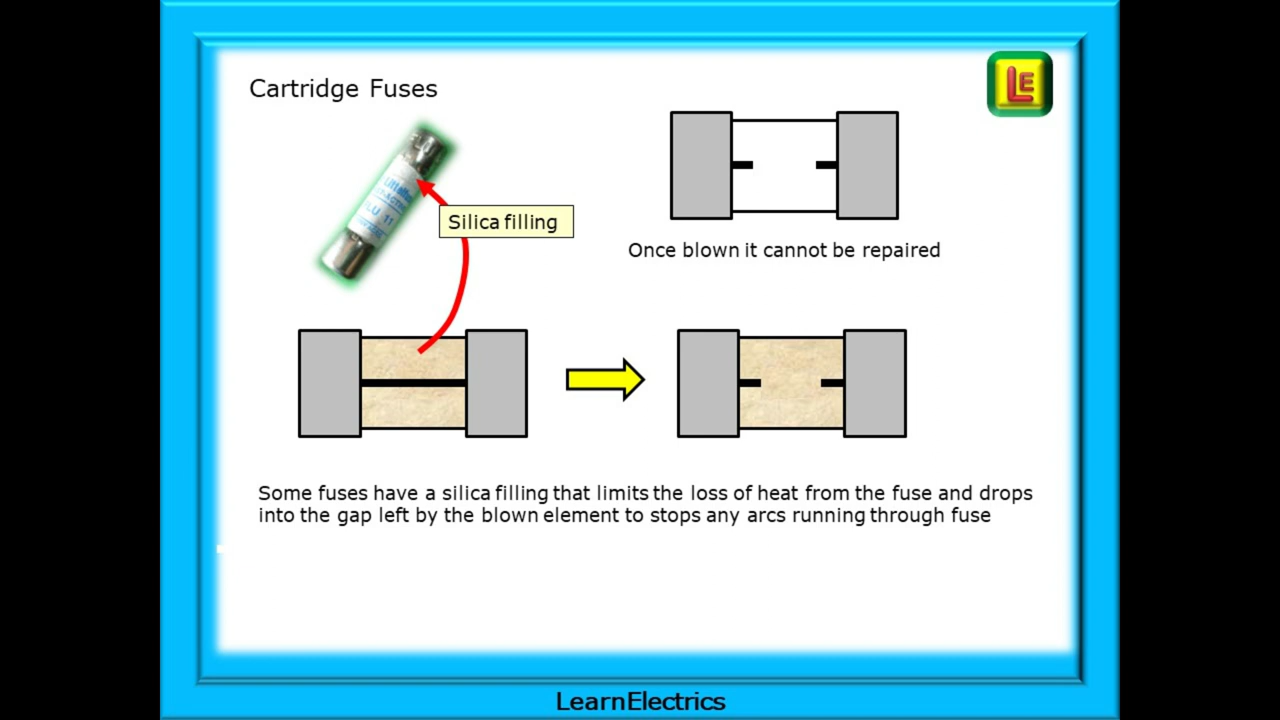 Cartridge Fuses
LE
Silica filling
FLU 11
Once blown it cannot be repaired
Some fuses have a silica filling that limits the loss of heat from the fuse and drops
into the gap left by the blown element to stops any arcs running through fuse
LearnElectrics